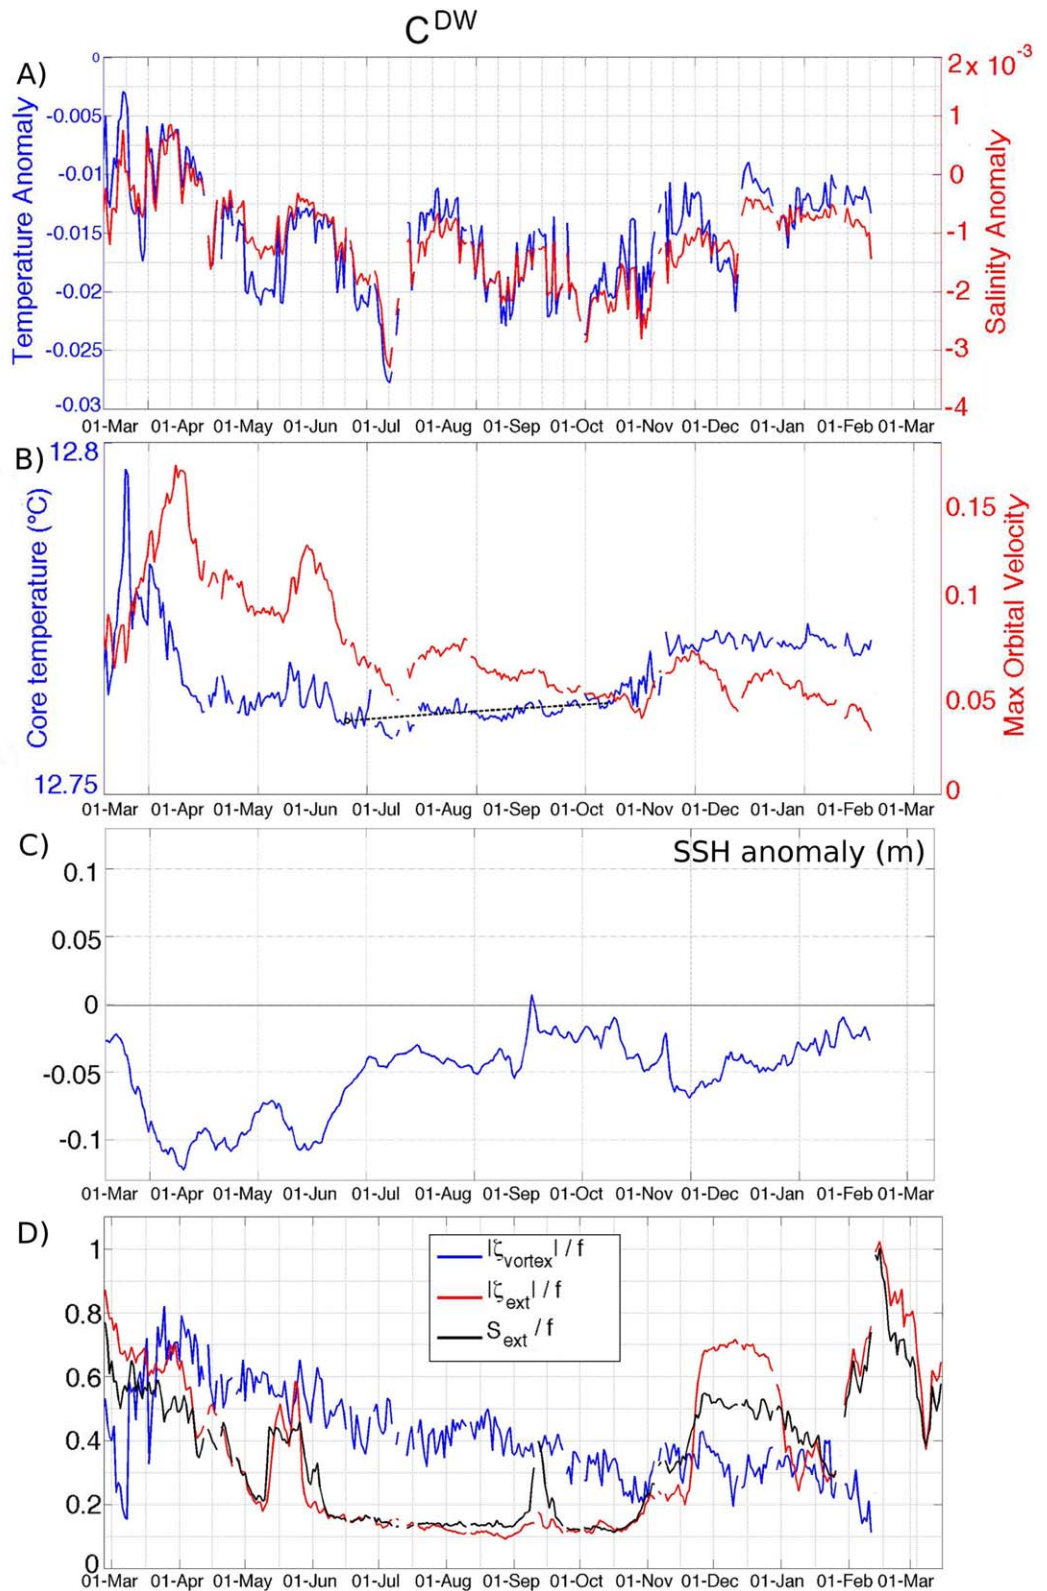 C^DW
A)
Temperature Anomaly
0
-0.005
-0.01
-0.015
-0.02
-0.025
-0.03
2x 10^-3
1
0
-1
-2
-3
-4
Salinity Anomaly
01-Mar 01-Apr 01-May 01-Jun 01-Jul 01-Aug 01-Sep 01-Oct 01-Nov 01-Dec 01-Jan 01-Feb 01-Mar
B)
Core temperature (°C)
12.8
12.75
0.15
0.1
0.05
0
Max Orbital Velocity
01-Mar 01-Apr 01-May 01-Jun 01-Jul 01-Aug 01-Sep 01-Oct 01-Nov 01-Dec 01-Jan 01-Feb 01-Mar
C)
SSH anomaly (m)
0.1
0.05
0
-0.05
-0.1
01-Mar 01-Apr 01-May 01-Jun 01-Jul 01-Aug 01-Sep 01-Oct 01-Nov 01-Dec 01-Jan 01-Feb 01-Mar
D)
|ζvortex| / f
|ζext| / f
Sext / f
1
0.8
0.6
0.4
0.2
0
01-Mar 01-Apr 01-May 01-Jun 01-Jul 01-Aug 01-Sep 01-Oct 01-Nov 01-Dec 01-Jan 01-Feb 01-Mar